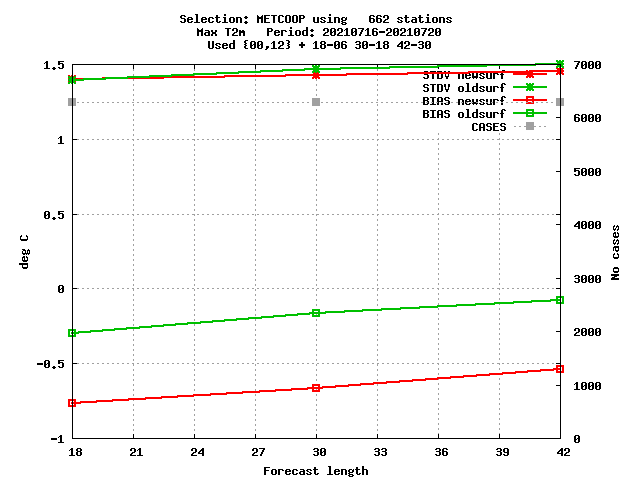 Selection: METCOOP using   662 stations
Max T2m   Period: 20210716-20210720
Used {00,12} + 18-06 30-18 42-30
1.5
1
0.5
0
-0.5
-1
deg C
7000
6000
5000
4000
3000
2000
1000
0
No cases
STDV newsurf
STDV oldsurf
BIAS newsurf
BIAS oldsurf
CASES
18 21 24 27 30 33 36 39 42
Forecast length